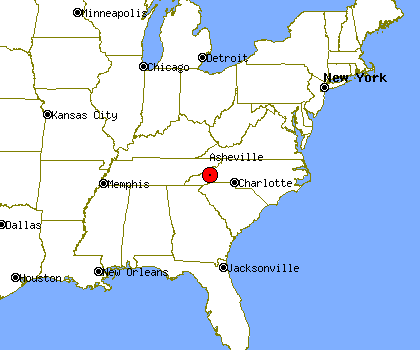 Minneapolis
Detroit
Chicago
New York
Kansas City
Asheville
Memphis
Charlotte
Dallas
Jacksonville
New Orleans
Houston